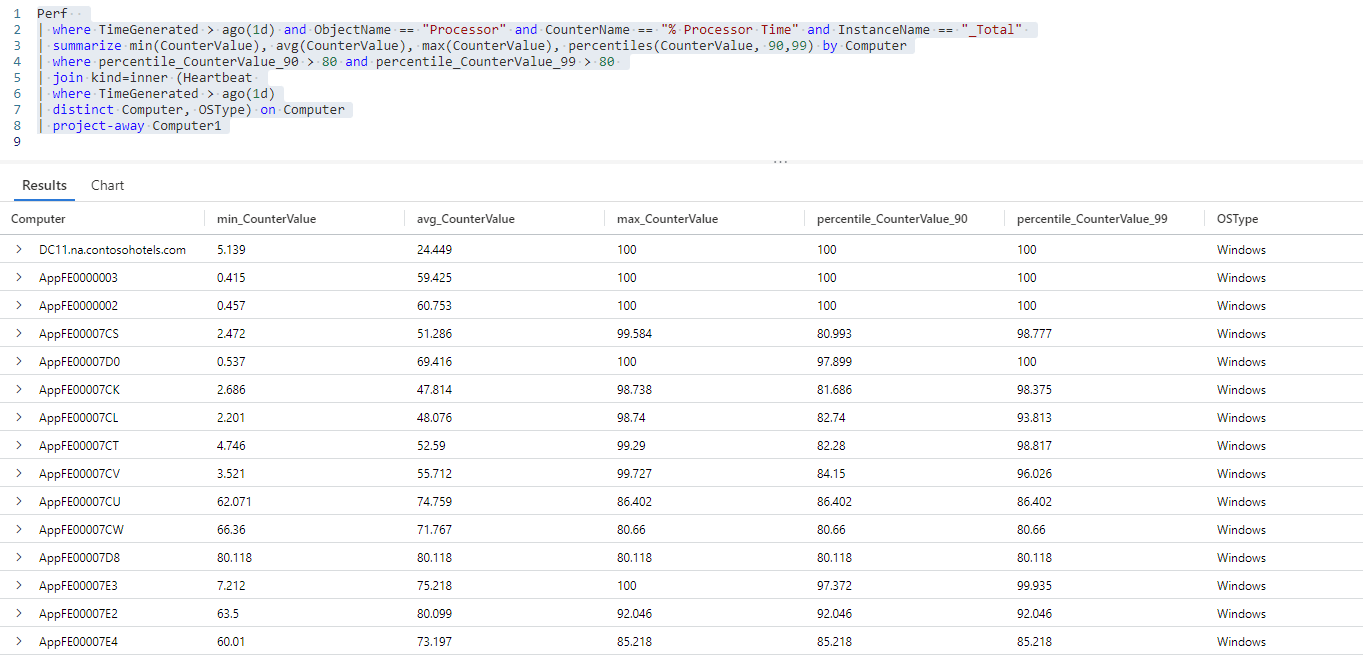 1 Perf
2 | where TimeGenerated > ago(1d) and ObjectName == "Processor" and CounterName == "% Processor Time" and InstanceName == "_Total"
3 | summarize min(CounterValue), avg(CounterValue), max(CounterValue), percentiles(CounterValue, 90,99) by Computer
4 | where percentile_CounterValue_90 > 80 and percentile_CounterValue_99 > 80
5 | join kind=inner (Heartbeat
6 | where TimeGenerated > ago(1d)
7 | distinct Computer, OSType) on Computer
8 | project-away Computer1
9
Results Chart
Computer min_CounterValue avg_CounterValue max_CounterValue percentile_CounterValue_90 percentile_CounterValue_99 OSType
DC11.na.contosohotels.com 5.139 24.449 100 100 100 Windows
AppFE0000003 0.415 59.425 100 100 100 Windows
AppFE0000002 0.457 60.753 100 100 100 Windows
AppFE00007CS 2.472 51.286 99.584 80.993 98.777 Windows
AppFE00007D0 0.537 69.416 100 97.899 100 Windows
AppFE00007CK 2.686 47.814 98.738 81.686 98.375 Windows
AppFE00007CL 2.201 48.076 98.74 82.74 93.813 Windows
AppFE00007CT 4.746 52.59 99.29 82.28 98.817 Windows
AppFE00007CV 3.521 55.712 99.727 84.15 96.026 Windows
AppFE00007CU 62.071 74.759 86.402 86.402 86.402 Windows
AppFE00007CW 66.36 71.767 80.66 80.66 80.66 Windows
AppFE00007D8 80.118 80.118 80.118 80.118 80.118 Windows
AppFE00007E3 7.212 75.218 100 97.372 99.935 Windows
AppFE00007E2 63.5 80.099 92.046 92.046 92.046 Windows
AppFE00007E4 60.01 73.197 85.218 85.218 85.218 Windows